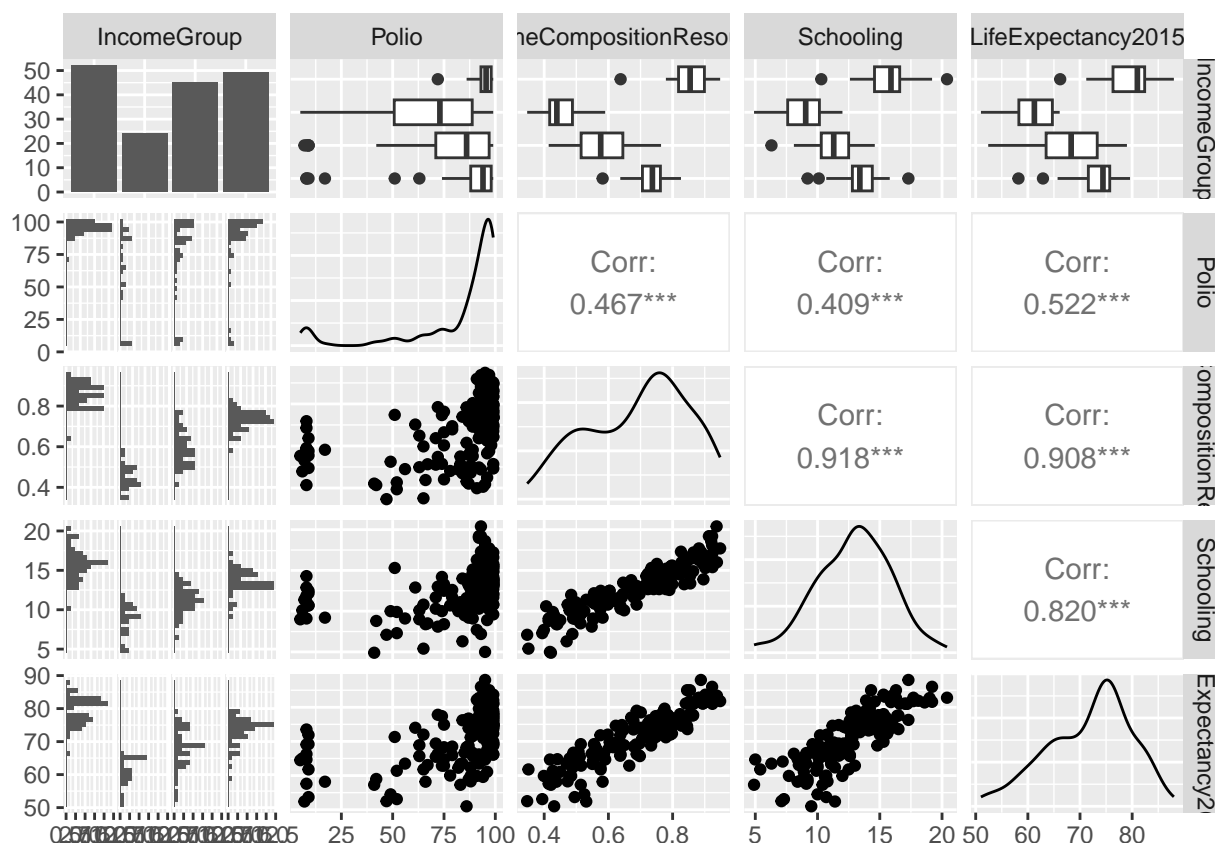 IncomeGroup
Polio
neCompositionResou
Schooling
LifeExpectancy2015
50
40
30
20
10
0
IncomeGroup
100
75
50
25
0
Corr:
0.467***
Corr:
0.409***
Corr:
0.522***
Polio
0.8
0.6
0.4
Corr:
0.918***
Corr:
0.908***
ompositionRe
20
15
10
5
Corr:
0.820***
Schooling
90
80
70
60
50
Expectancy2
25 50 75 100
0.4 0.6 0.8
5 10 15 20
50 60 70 80